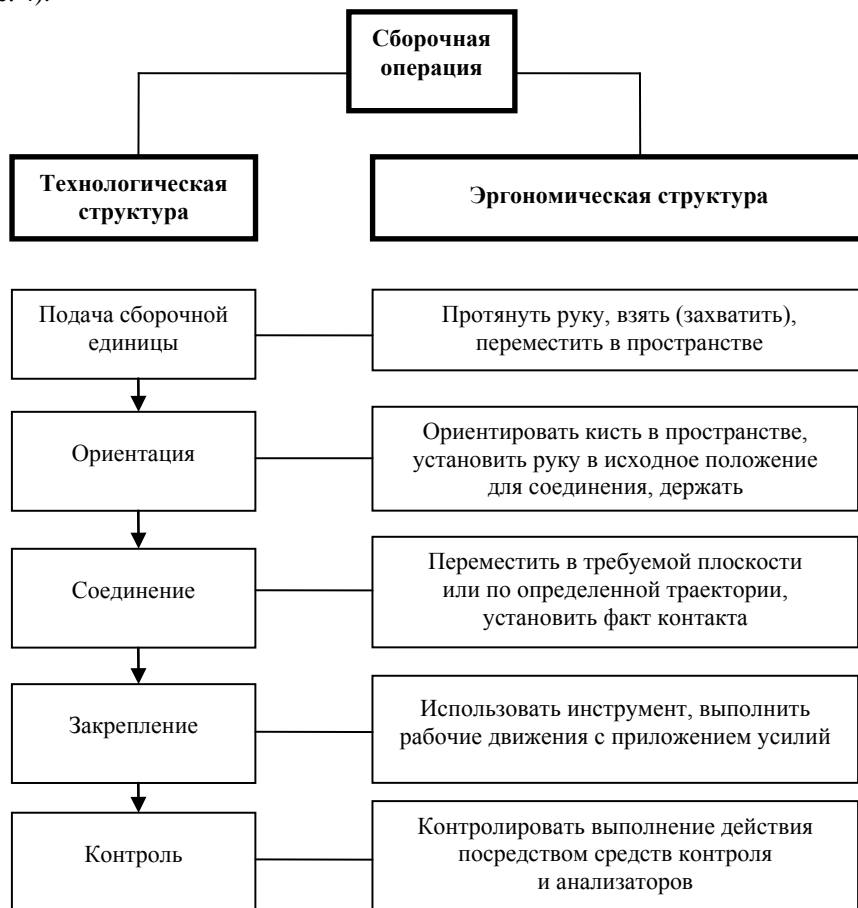 с. 4).
Сборочная
операция
Технологическая
структура
Эргономическая структура
Подача сборочной
единицы
Протянуть руку, взять (захватить),
переместить в пространстве
Ориентация
Ориентировать кисть в пространстве,
установить руку в исходное положение
для соединения, держать
Соединение
Переместить в требуемой плоскости
или по определенной траектории,
установить факт контакта
Закрепление
Использовать инструмент, выполнить
рабочие движения с приложением усилий
Контроль
Контролировать выполнение действия
посредством средств контроля
и анализаторов